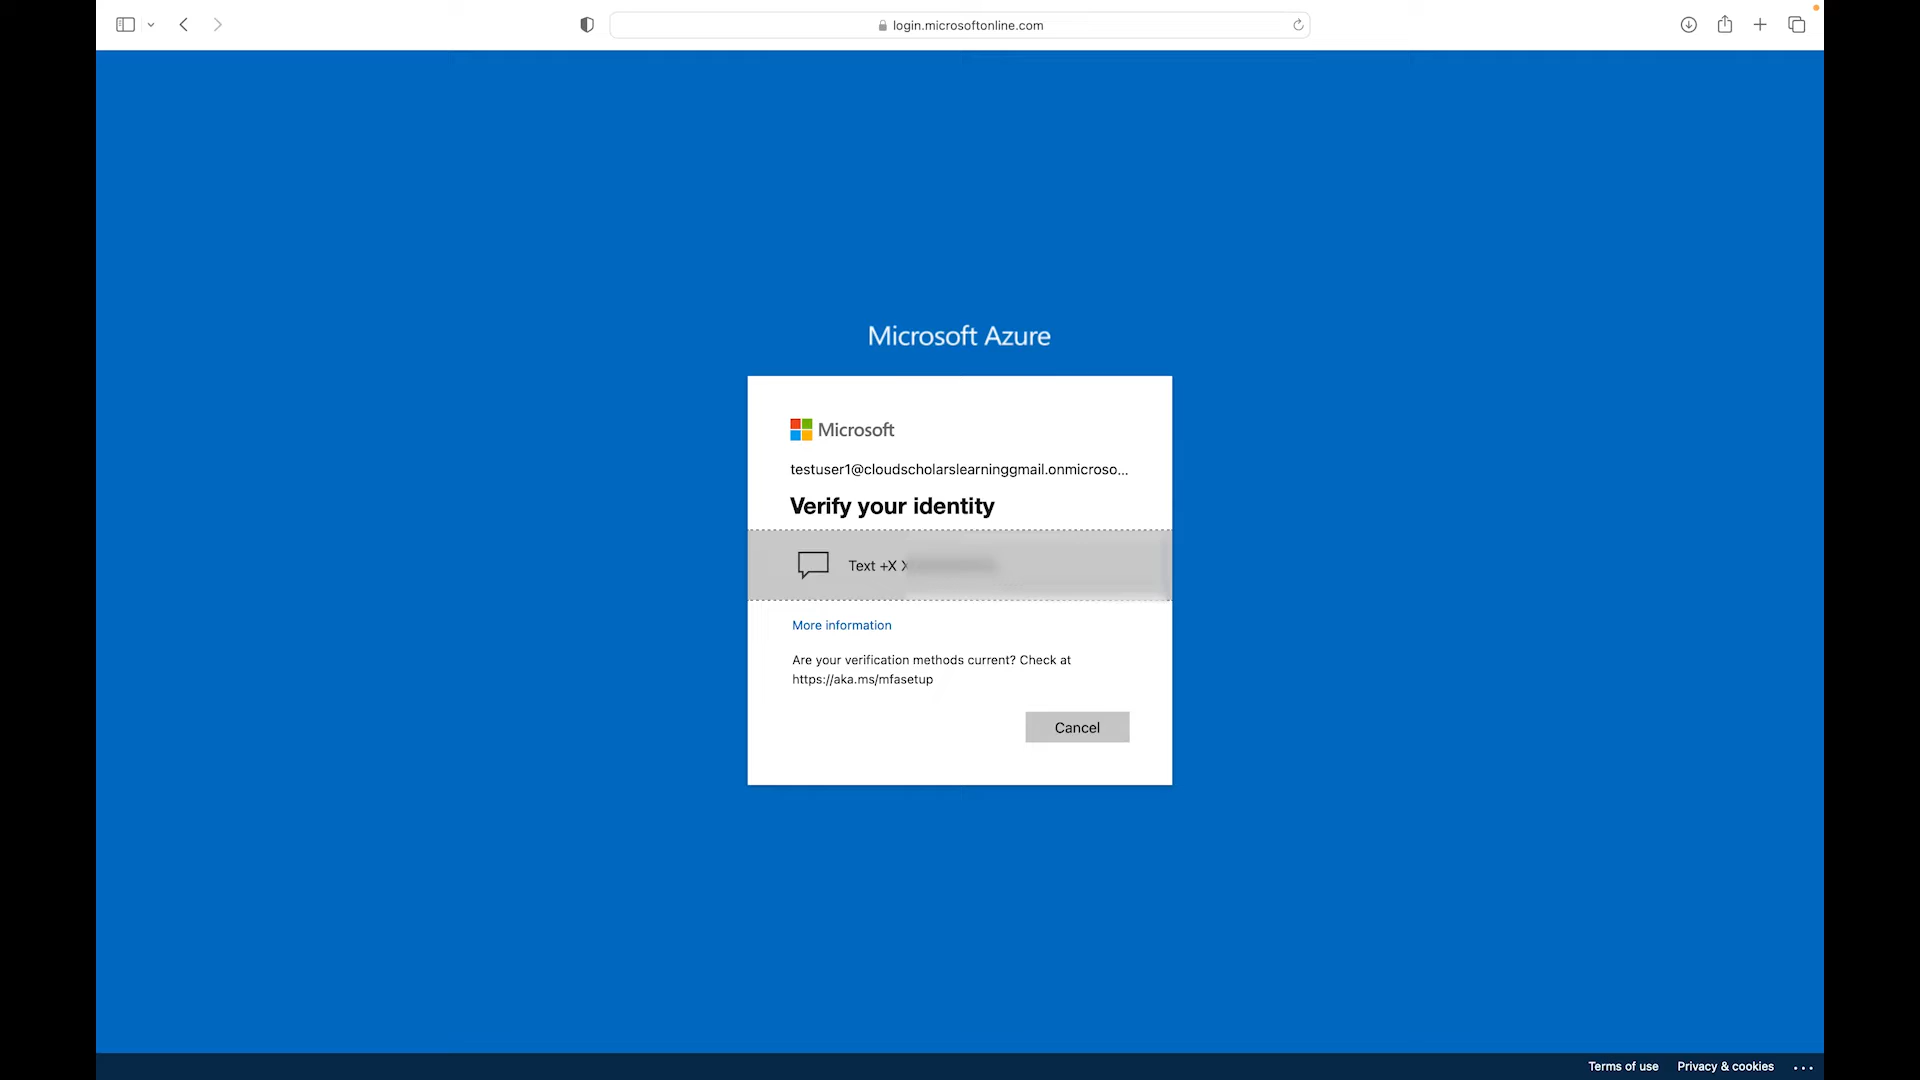 login.microsoftonline.com
Microsoft Azure
Microsoft
testuser1@cloudscholarslearninggmail.onmicroso...
Verify your identity
Text +X
More information
Are your verification methods current? Check at
https://aka.ms/mfasetup
Cancel
Terms of use Privacy & cookies ...